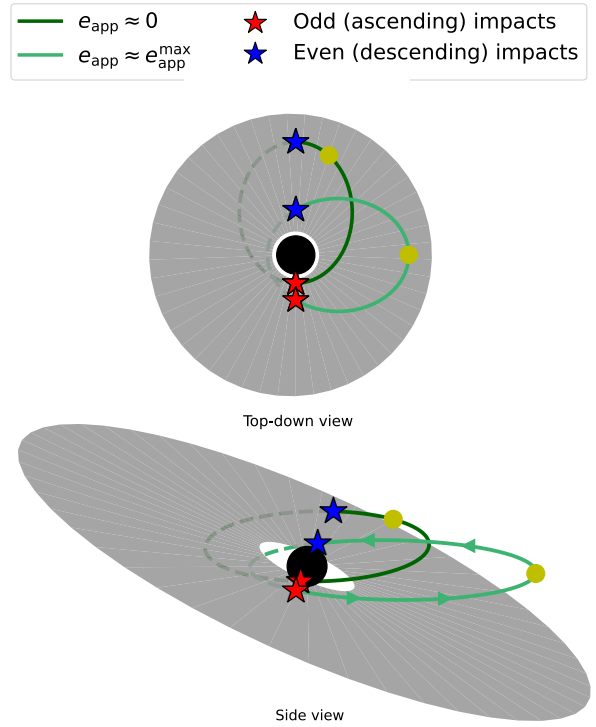 e_app ≈ 0
e_app ≈ e_app^max
Odd (ascending) impacts
Even (descending) impacts
Top-down view
Side view